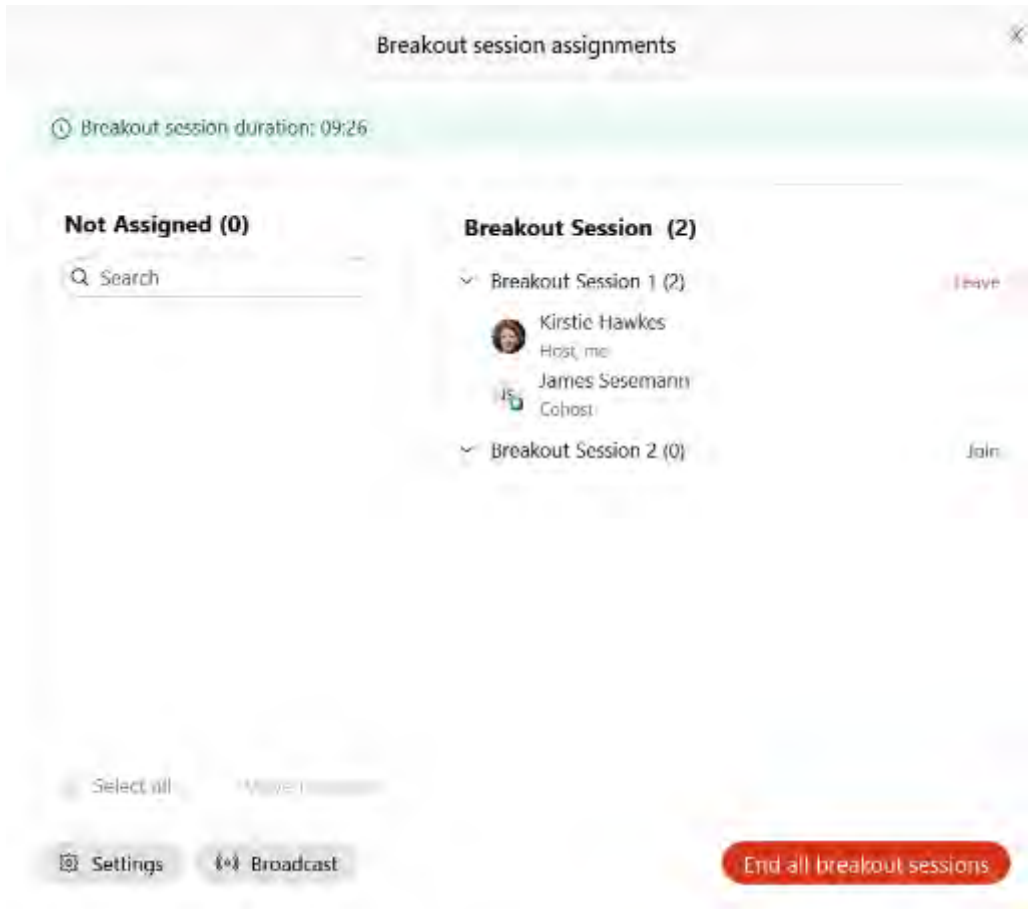 Breakout session assignments
Breakout session duration: 09:26
Not Assigned (0)
Search
Breakout Session (2)
Breakout Session 1 (2)
Leave
Kirstie Hawkes
Host, me
JS
James Sesemann
Cohost
Breakout Session 2 (0)
Join
Select all
Settings
Broadcast
End all breakout sessions